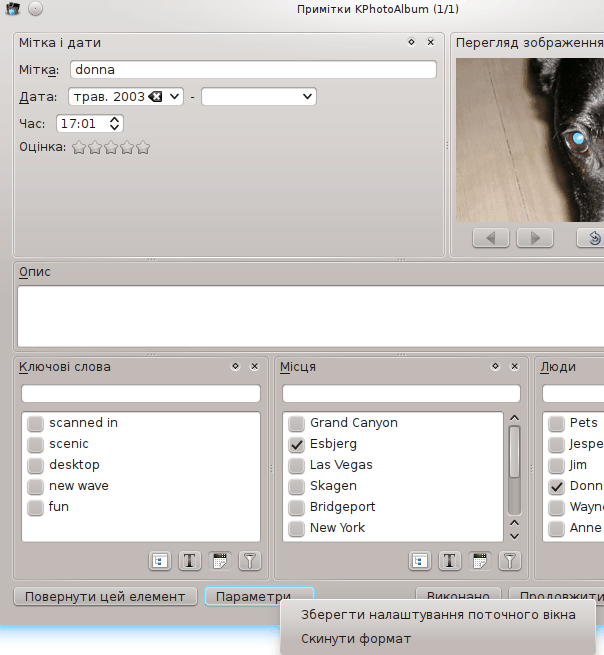 Примітки KPhotoAlbum (1/1)
Мітка і дати
Перегляд зображення
Мітка: donna
Дата: трав. 2003 -
Час: 17:01
Оцінка:
Опис
Ключові слова
Місця
Люди
scanned in
scenic
desktop
new wave
fun
Grand Canyon
Esbjerg
Las Vegas
Skagen
Bridgeport
New York
Pets
Jespe
Jim
Donn
Wayne
Anne
T
T
Повернути цей елемент
Параметри...
Виконано
Продовжити
Зберегти налаштування поточного вікна
Скинути формат